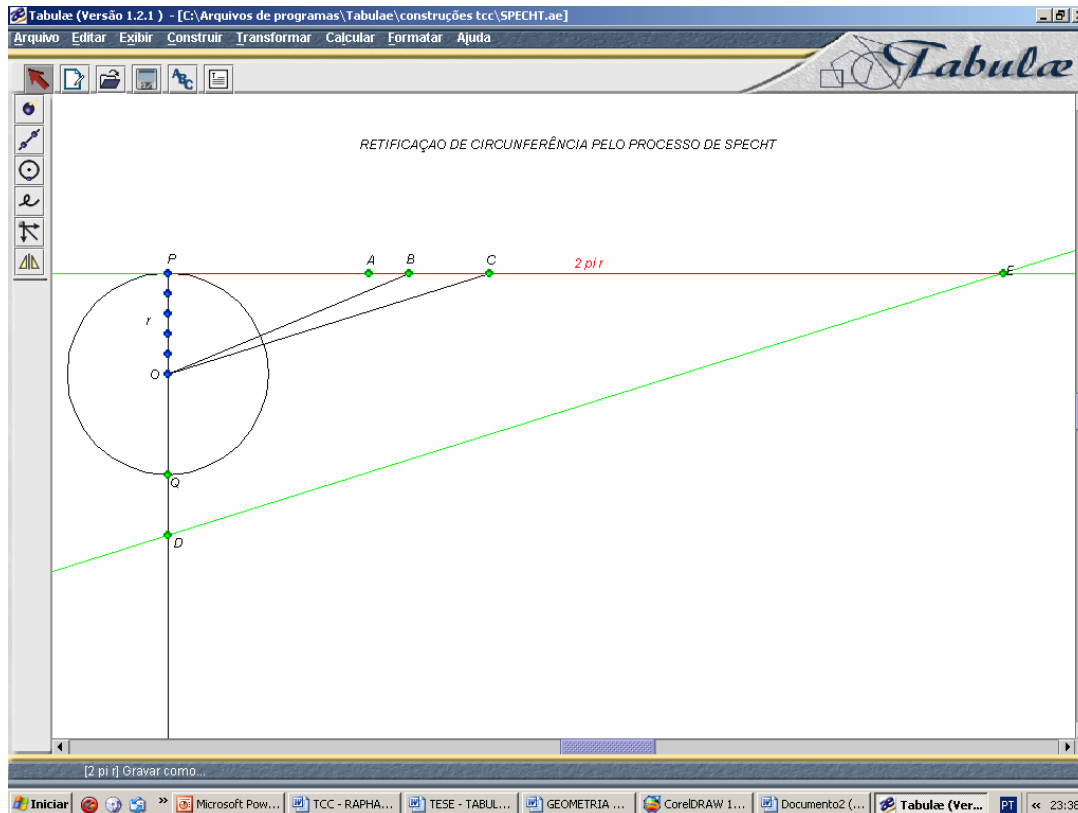 Tabulæ (Versão 1.2.1 ) - [C:\Arquivos de programas\Tabulae\construções tcc\SPECHT.ae]
Arquivo Editar Exibir Construir Transformar Calcular Formatar Ajuda
Tabulæ
ABC
RETIFICAÇAO DE CIRCUNFERÊNCIA PELO PROCESSO DE SPECHT
P A B C 2 pi r E
r
O
Q
D
[2 pi r] Gravar como...
Iniciar » Microsoft Pow... TCC - RAPHA... TESE - TABUL... GEOMETRIA ... CorelDRAW 1... Documento2 (... Tabulæ (Ver... PT « 23:38